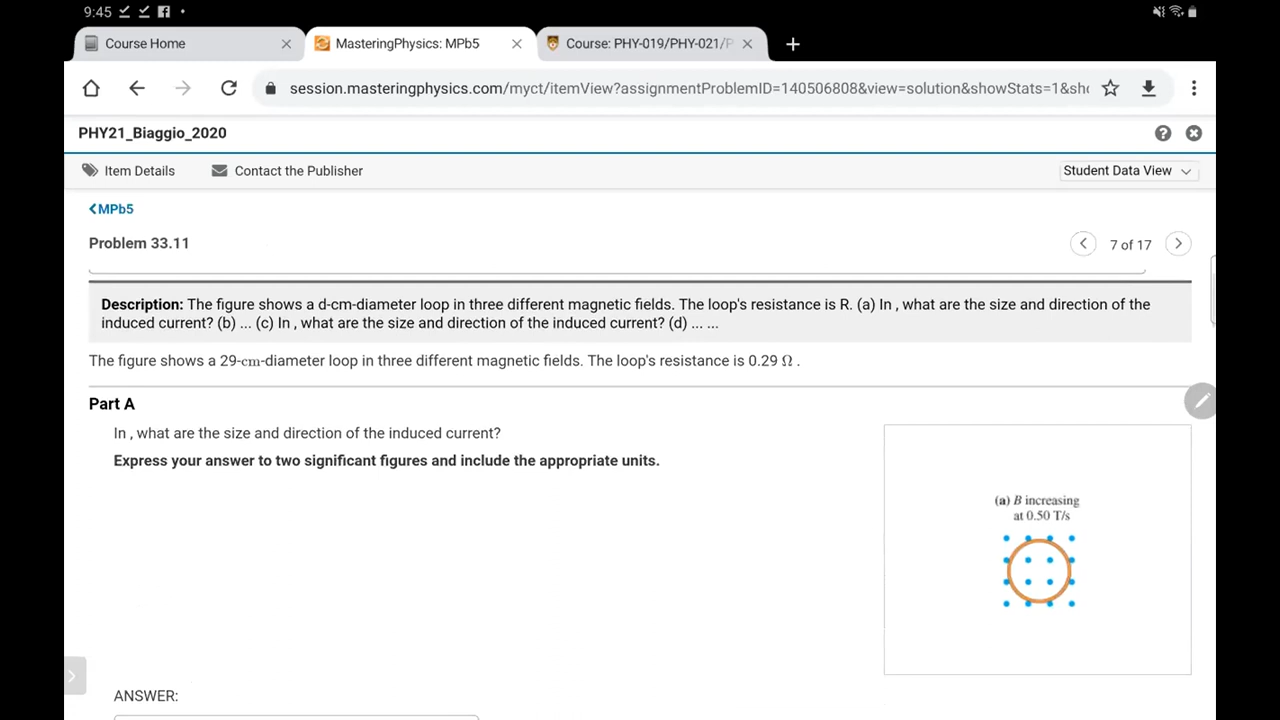 9:45
Course Home
MasteringPhysics: MPb5
Course: PHY-019/PHY-021/P
session.masteringphysics.com/myct/itemView?assignmentProblemID=140506808&view=solution&showStats=1&sh
PHY21_Biaggio_2020
Item Details
Contact the Publisher
Student Data View
MPb5
Problem 33.11
7 of 17
Description: The figure shows a d-cm-diameter loop in three different magnetic fields. The loop's resistance is R. (a) In , what are the size and direction of the
induced current? (b) ... (c) In , what are the size and direction of the induced current? (d) ... ...
The figure shows a 29-cm-diameter loop in three different magnetic fields. The loop's resistance is 0.29 Ω .
Part A
In , what are the size and direction of the induced current?
Express your answer to two significant figures and include the appropriate units.
(a) B increasing
at 0.50 T/s
ANSWER: